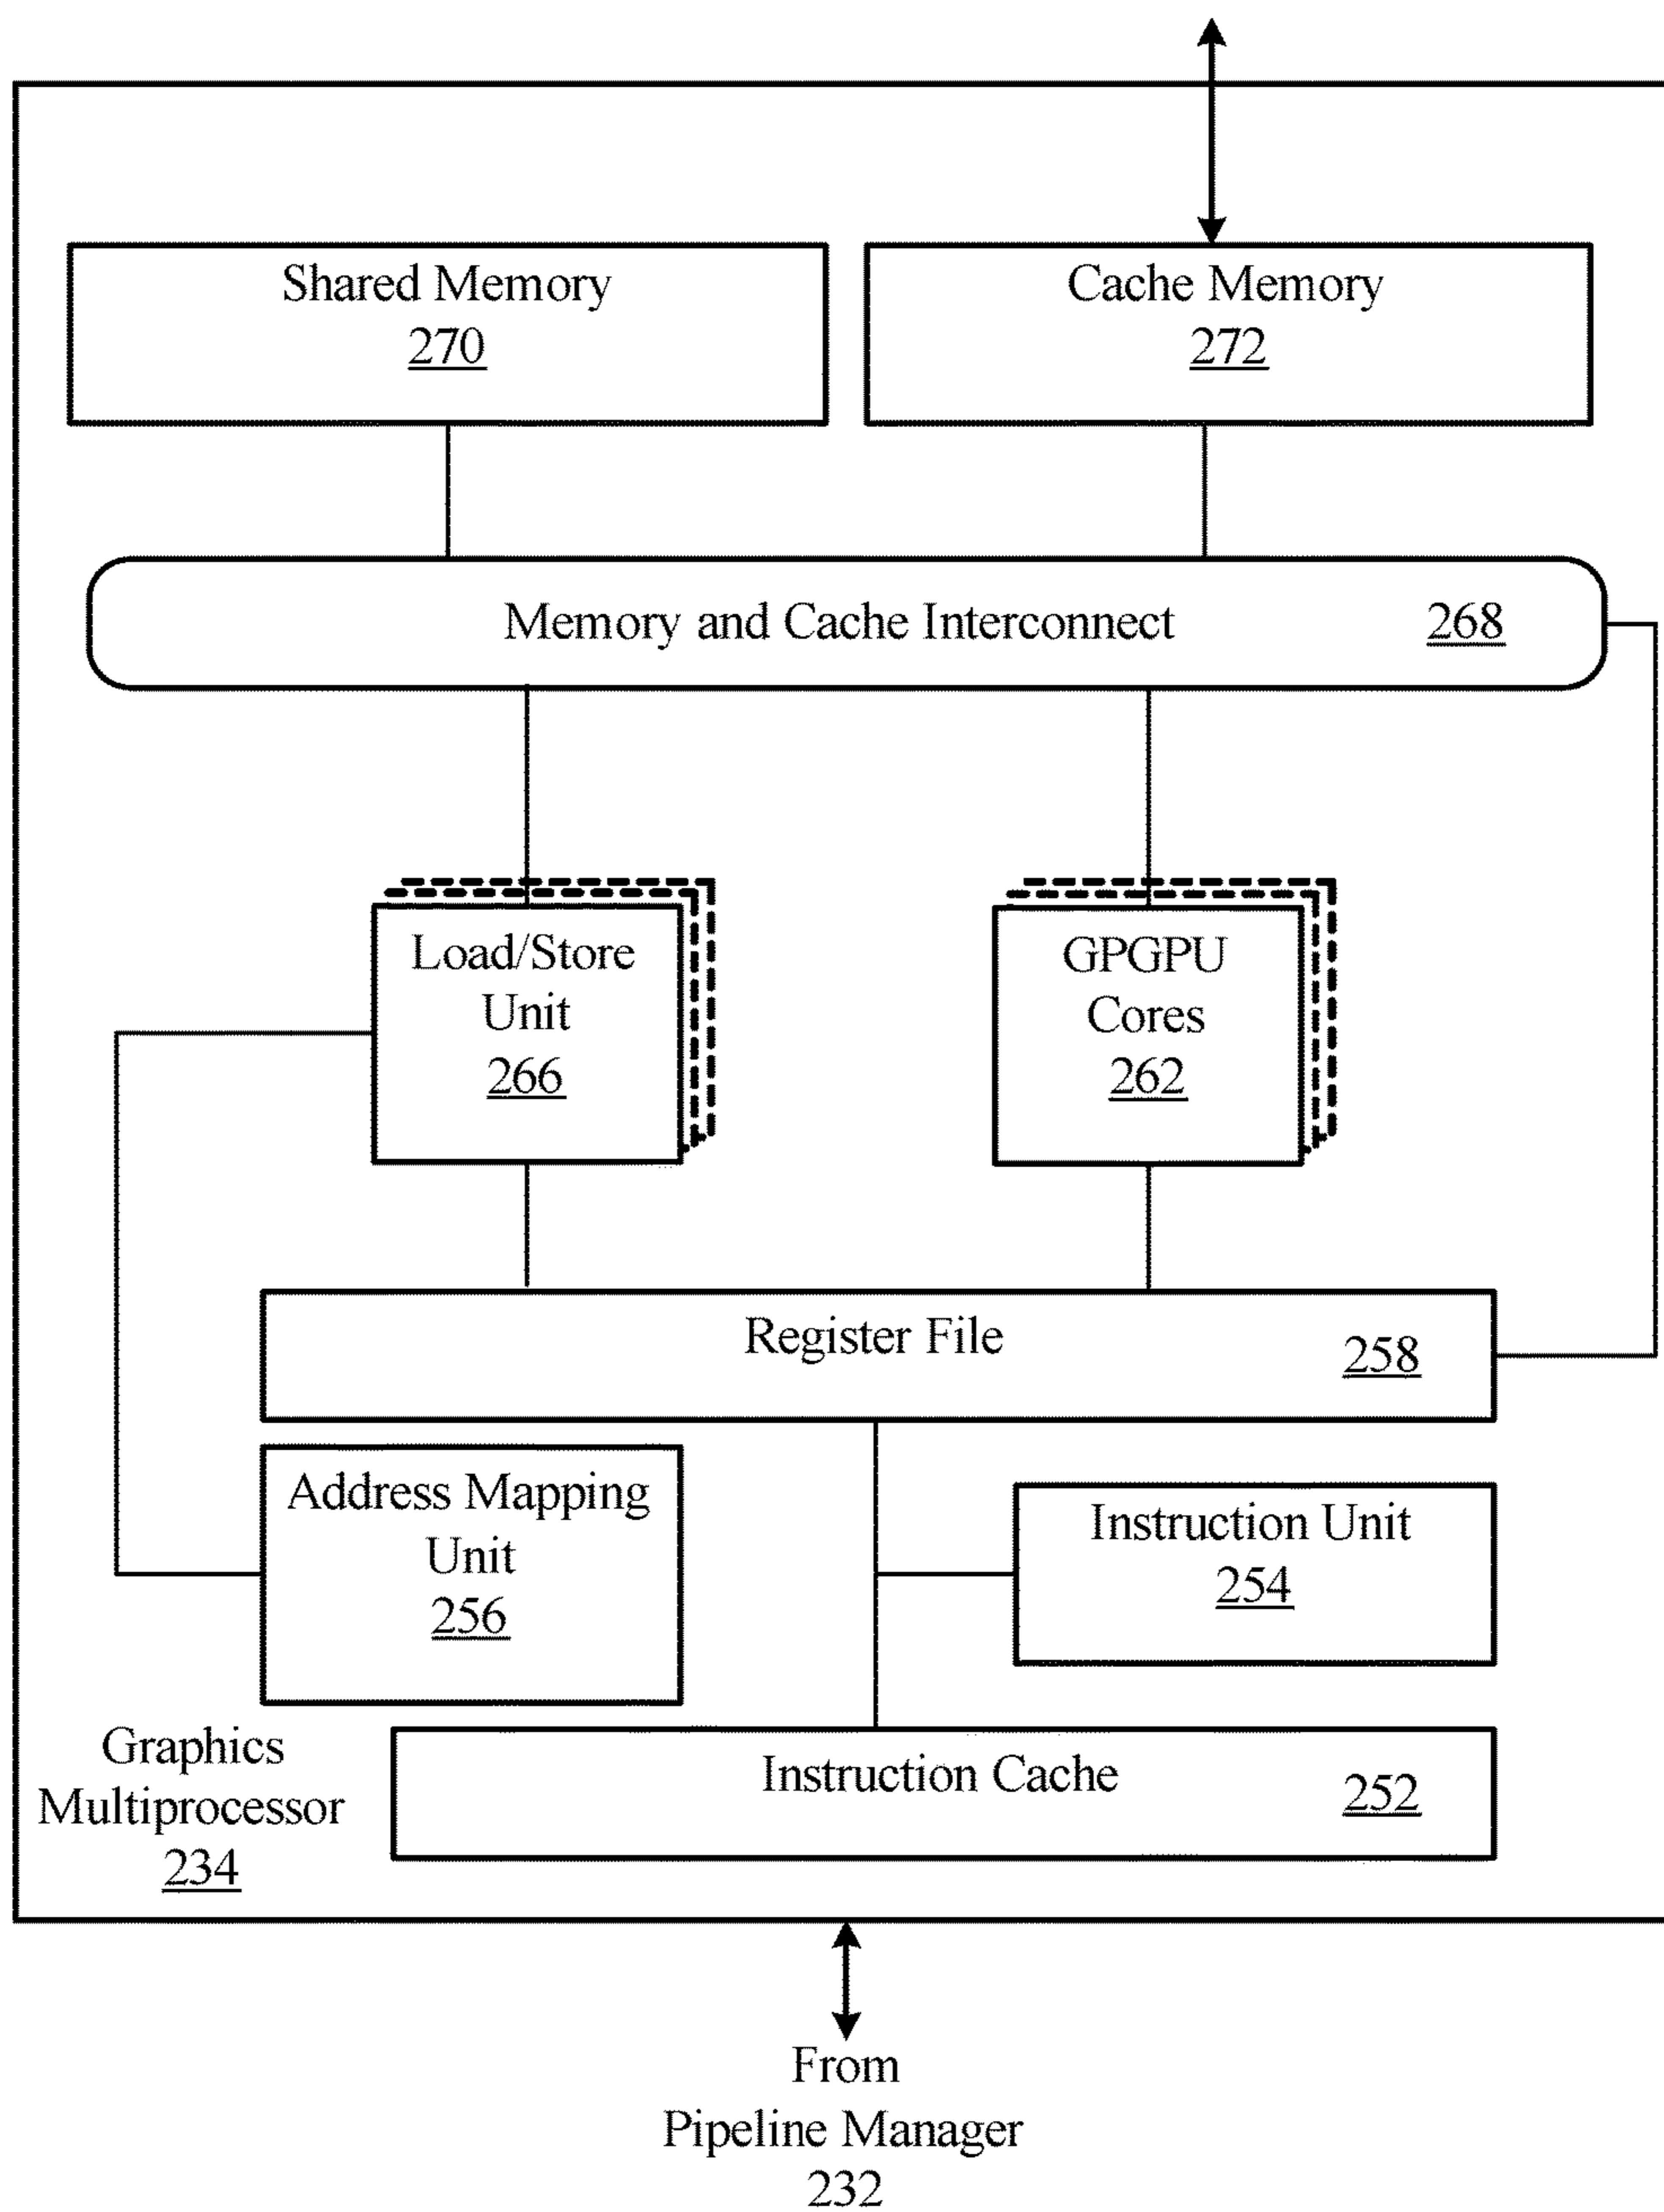 Shared Memory
270
Cache Memory
272
Memory and Cache Interconnect 268
Load/Store
Unit
266
GPGPU
Cores
262
Register File 258
Address Mapping
Unit
256
Instruction Unit
254
Graphics
Multiprocessor
234
Instruction Cache 252
From
Pipeline Manager
232